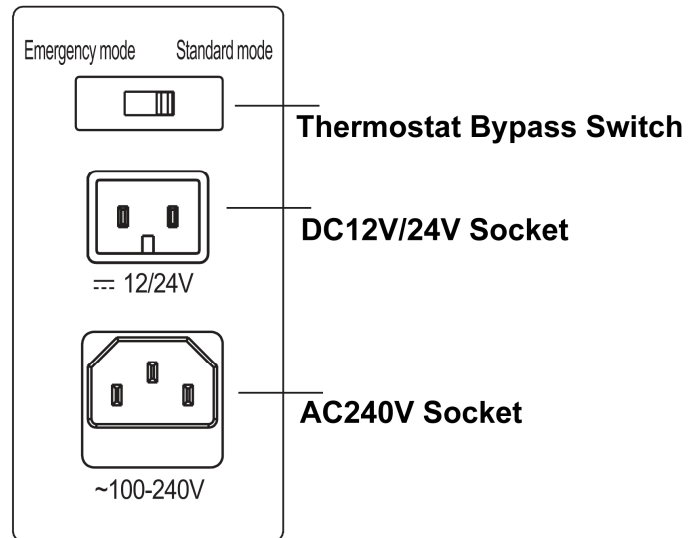 Emergency mode Standard mode
Thermostat Bypass Switch
DC12V/24V Socket
⎓ 12/24V
AC240V Socket
~100-240V